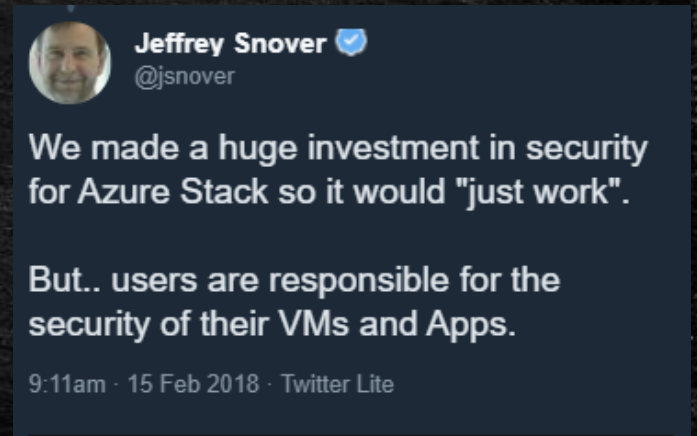 Jeffrey Snover
@jsnover
We made a huge investment in security
for Azure Stack so it would "just work".
But.. users are responsible for the
security of their VMs and Apps.
9:11am · 15 Feb 2018 · Twitter Lite